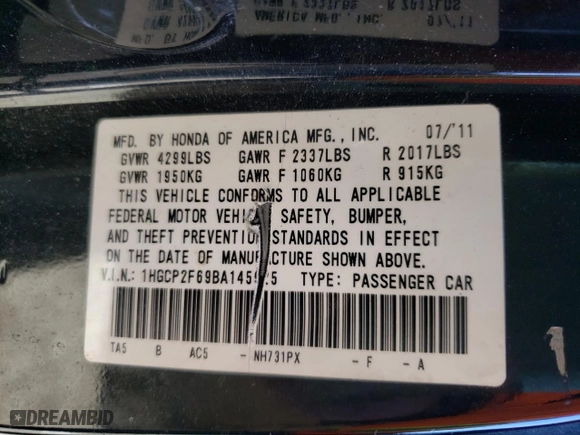 MFD. BY HONDA OF AMERICA MFG., INC. 07/'11
GVWR 4299LBS GAWR F 2337LBS R 2017LBS
GVWR 1950KG GAWR F 1060KG R 915KG
THIS VEHICLE CONFORMS TO ALL APPLICABLE
FEDERAL MOTOR VEHICLE SAFETY, BUMPER,
AND THEFT PREVENTION STANDARDS IN EFFECT
ON THE DATE OF MANUFACTURE SHOWN ABOVE.
V.I.N.: TYPE: PASSENGER CAR
TA5 B AC5 - NH731PX - F - A
DREAMBID